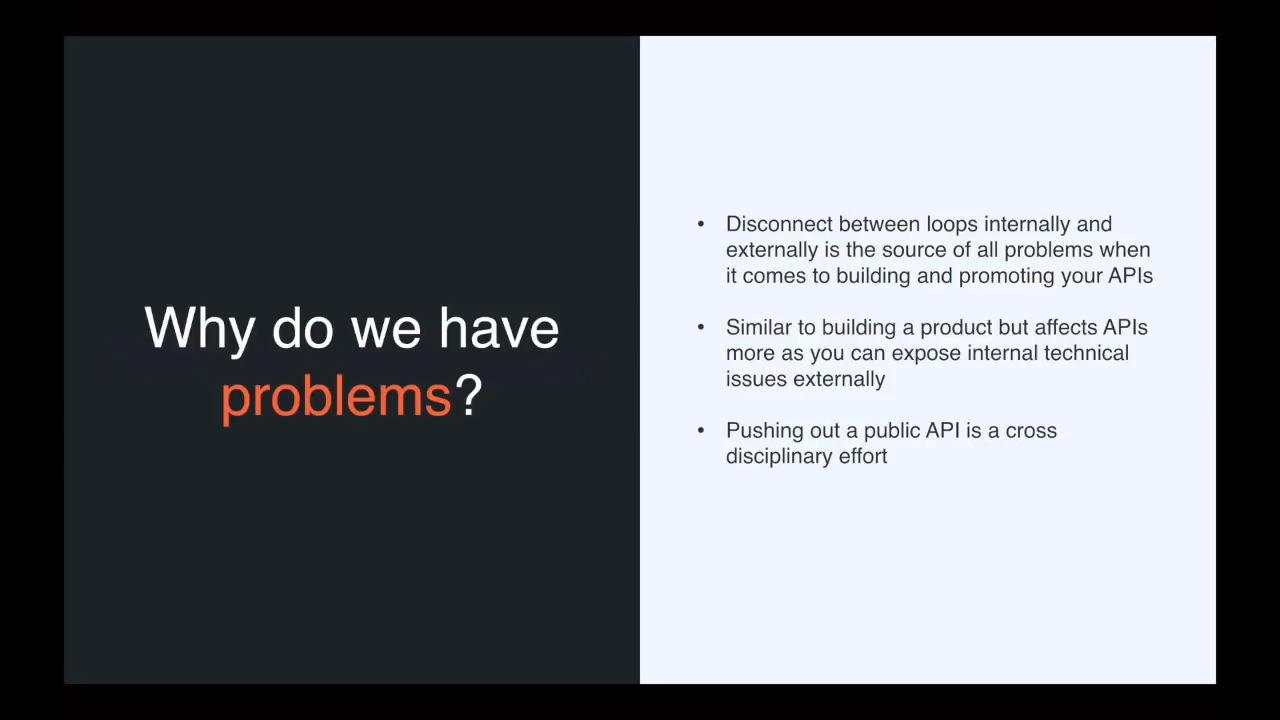 Why do we have
problems?
• Disconnect between loops internally and
externally is the source of all problems when
it comes to building and promoting your APIs
• Similar to building a product but affects APIs
more as you can expose internal technical
issues externally
• Pushing out a public API is a cross
disciplinary effort